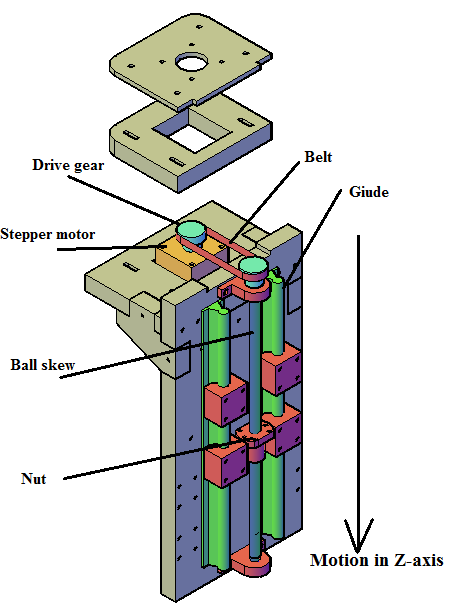 Drive gear
Belt
Giude
Stepper motor
Ball skew
Nut
Motion in Z-axis